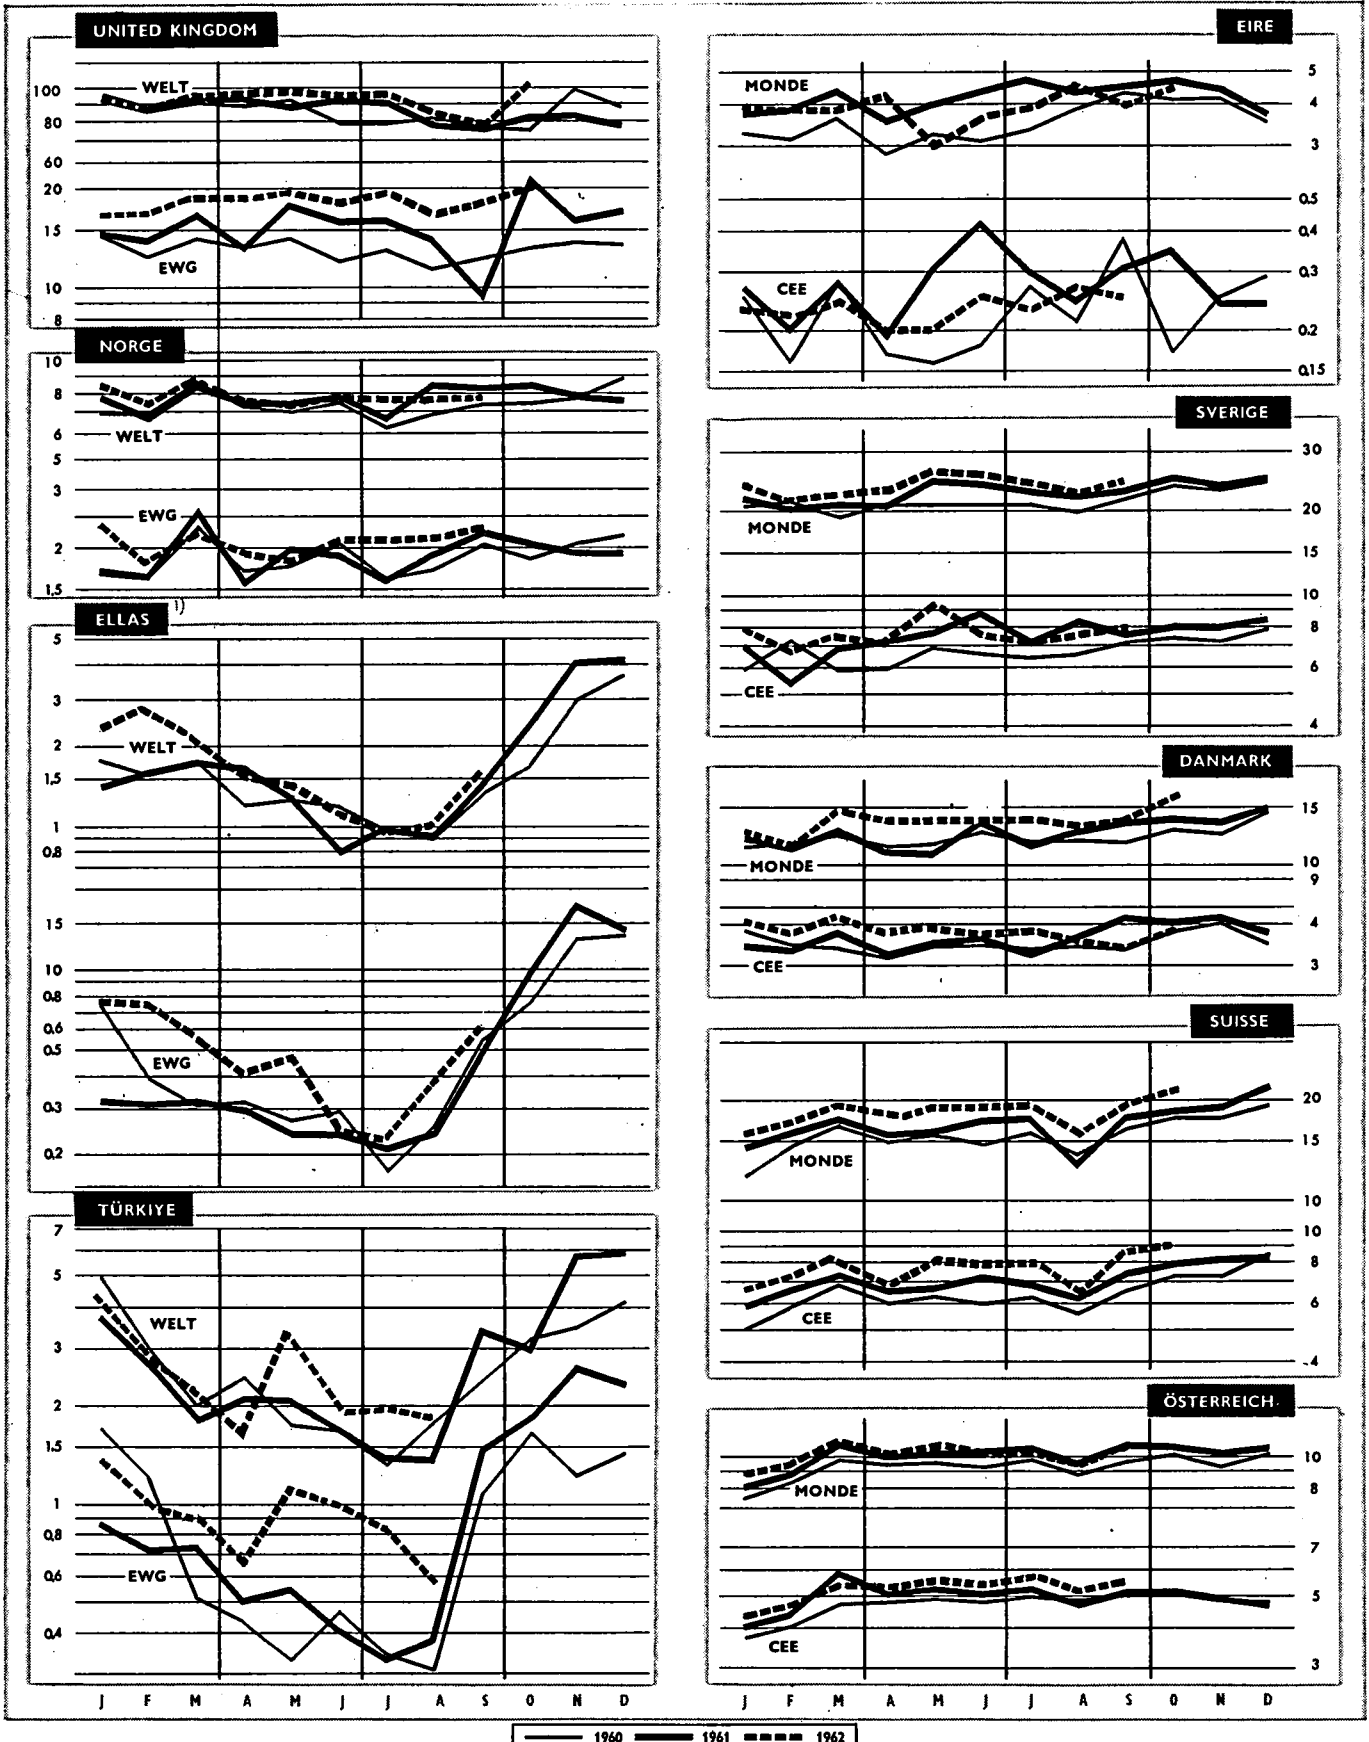 UNITED KINGDOM
WELT
100
80
60
20
15
EWG
10
8
NORGE
10
8
6
WELT
5
3
EWG
2
1,5
ELLAS 1)
5
3
2
WELT
1,5
1
0,8
15
10
0,8
0,6
0,5
EWG
0,3
0,2
TÜRKIYE
7
5
WELT
3
2
1,5
1
0,8
0,6
EWG
0,4
J F M A M J J A S O N D
EIRE
5
MONDE
4
3
0,5
0,4
0,3
CEE
0,2
0,15
SVERIGE
30
20
MONDE
15
10
8
6
CEE
4
DANMARK
15
MONDE
10
9
4
CEE
3
SUISSE
20
15
MONDE
10
10
8
6
CEE
4
ÖSTERREICH
10
8
MONDE
7
5
CEE
3
J F M A M J J A S O N D
1960 1961 1962